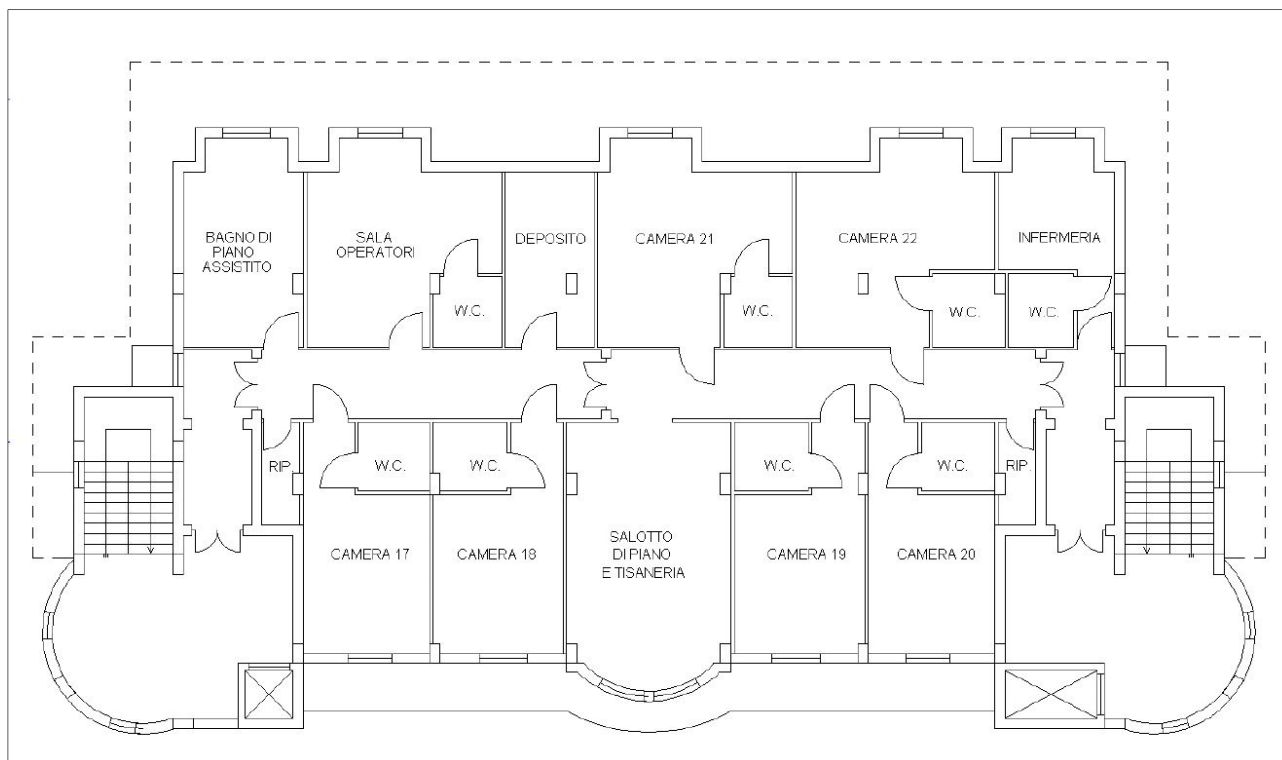 BAGNO DI
PIANO
ASSISTITO
SALA
OPERATORI
DEPOSITO
CAMERA 21
CAMERA 22
INFERMERIA
W.C.
W.C.
W.C.
W.C.
RIP.
W.C.
W.C.
W.C.
W.C.
RIP.
CAMERA 17
CAMERA 18
SALOTTO
DI PIANO
E TISANERIA
CAMERA 19
CAMERA 20